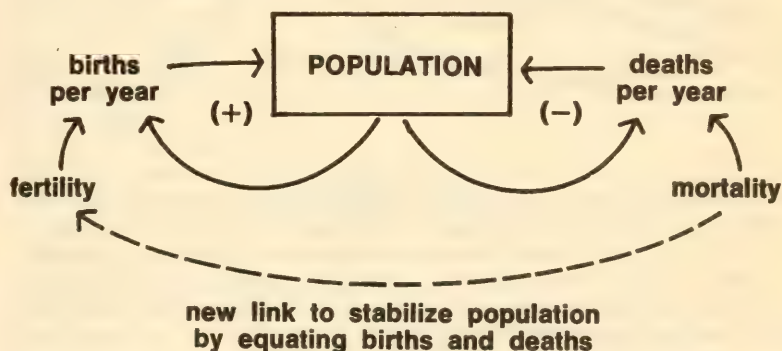 births
per year
(+)
POPULATION
(−)
deaths
per year
fertility
mortality
new link to stabilize population
by equating births and deaths